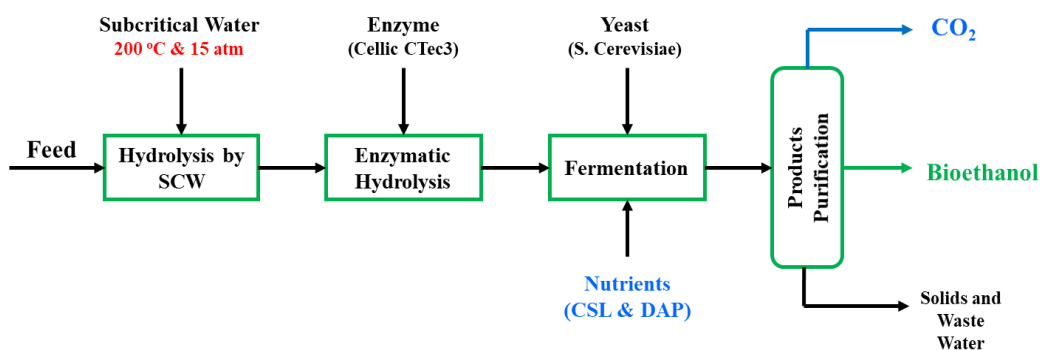 Subcritical Water
200 °C & 15 atm
Enzyme
(Cellic CTec3)
Yeast
(S. Cerevisiae)
CO₂
Feed
Hydrolysis by
SCW
Enzymatic
Hydrolysis
Fermentation
Products
Purification
Bioethanol
Nutrients
(CSL & DAP)
Solids and
Waste
Water